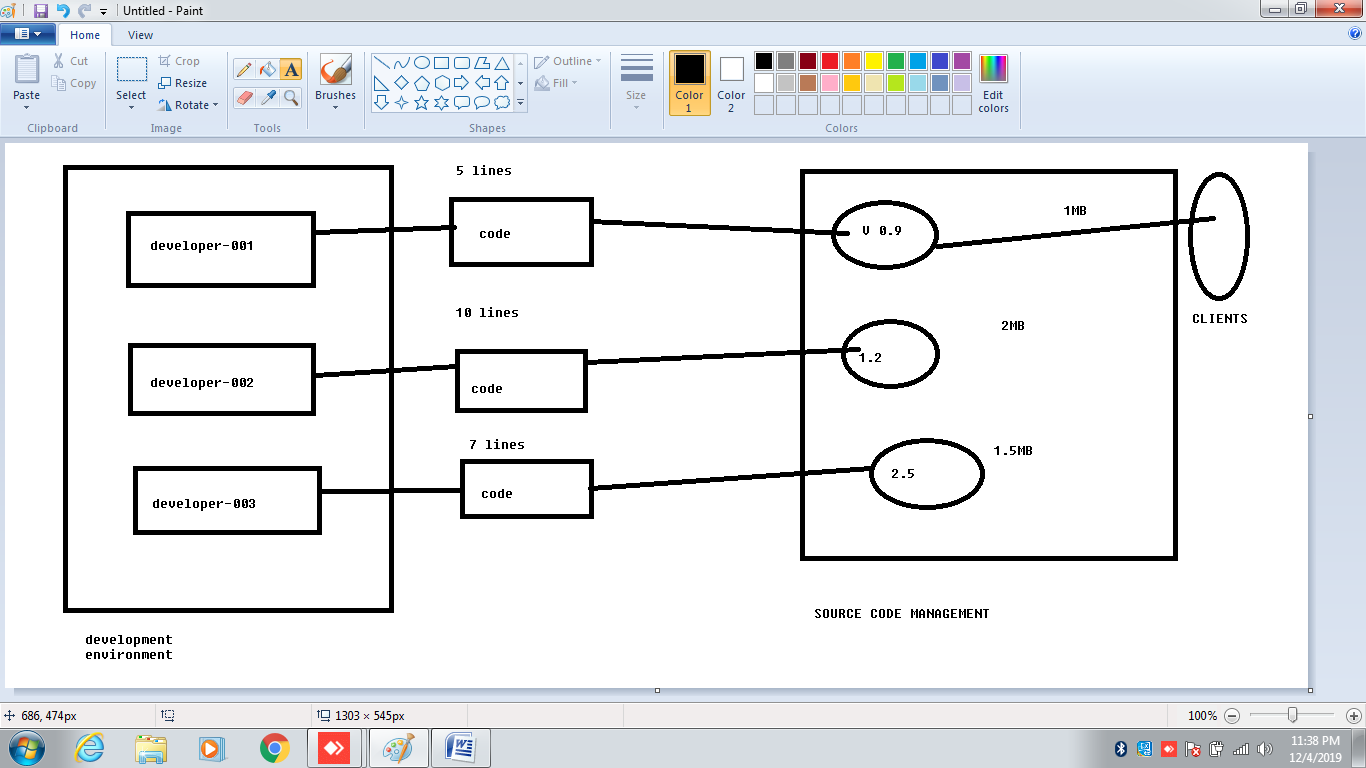 Untitled - Paint
Home
View
Paste
Cut
Copy
Clipboard
Select
Crop
Resize
Rotate
Image
A
Tools
Brushes
Shapes
Outline
Fill
Size
Color 1
Color 2
Edit colors
Colors
5 lines
developer-001
code
V 0.9
1MB
CLIENTS
10 lines
developer-002
code
1.2
2MB
7 lines
developer-003
code
2.5
1.5MB
SOURCE CODE MANAGEMENT
development
environment
686, 474px
1303 × 545px
100%
11:38 PM
12/4/2019